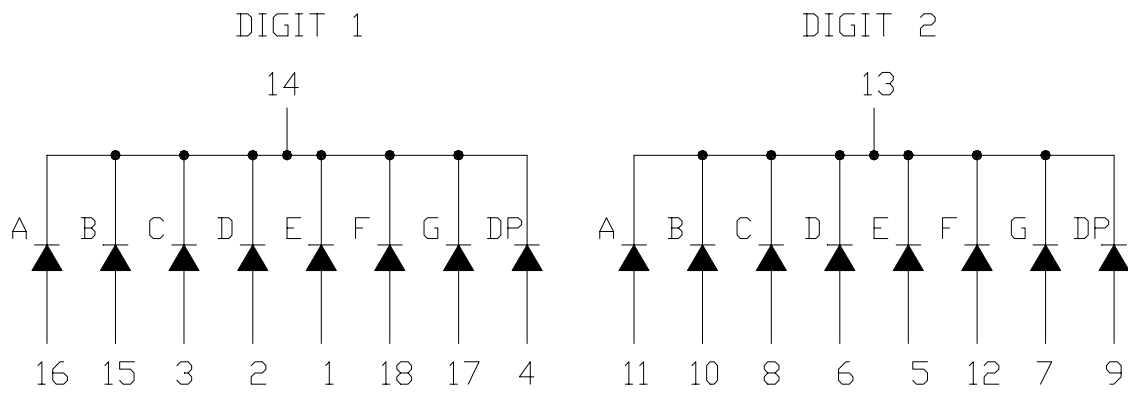 DIGIT 1 DIGIT 2
14 13
A B C D E F G DP A B C D E F G DP
16 15 3 2 1 18 17 4 11 10 8 6 5 12 7 9